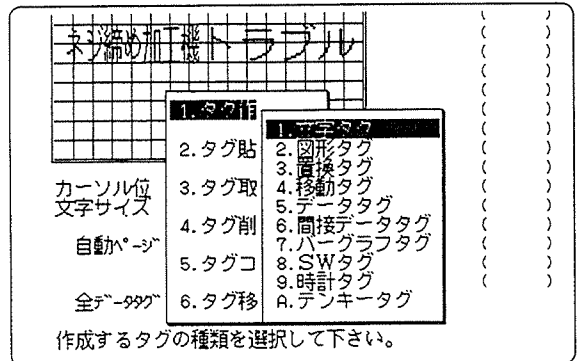 ネジ締め加工機トラブル
1.タグ作
2.タグ貼
3.タグ取
4.タグ削
5.タグコ
6.タグ移
1.文字タグ
2.図形タグ
3.置換タグ
4.移動タグ
5.データタグ
6.間接データタグ
7.バーグラフタグ
8.SWタグ
9.時計タグ
A.テンキータグ
カーソル位
文字サイズ
自動ページ
全データタグ
作成するタグの種類を選択して下さい。